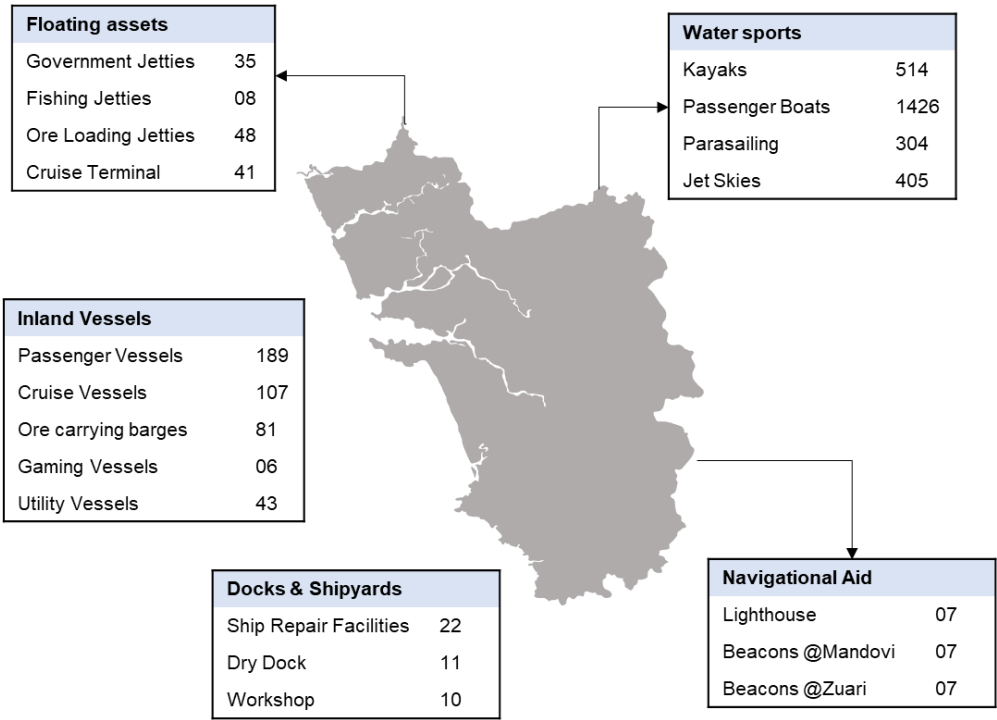 Floating assets
Government Jetties 35
Fishing Jetties 08
Ore Loading Jetties 48
Cruise Terminal 41
Water sports
Kayaks 514
Passenger Boats 1426
Parasailing 304
Jet Skies 405
Inland Vessels
Passenger Vessels 189
Cruise Vessels 107
Ore carrying barges 81
Gaming Vessels 06
Utility Vessels 43
Docks & Shipyards
Ship Repair Facilities 22
Dry Dock 11
Workshop 10
Navigational Aid
Lighthouse 07
Beacons @Mandovi 07
Beacons @Zuari 07